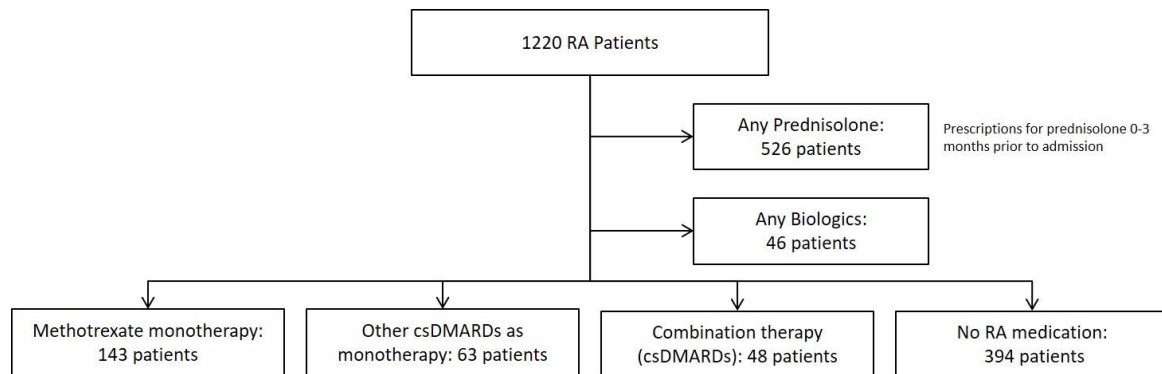 1220 RA Patients
Any Prednisolone:
526 patients
Prescriptions for prednisolone 0-3
months prior to admission
Any Biologics:
46 patients
Methotrexate monotherapy:
143 patients
Other csDMARDs as
monotherapy: 63 patients
Combination therapy
(csDMARDs): 48 patients
No RA medication:
394 patients